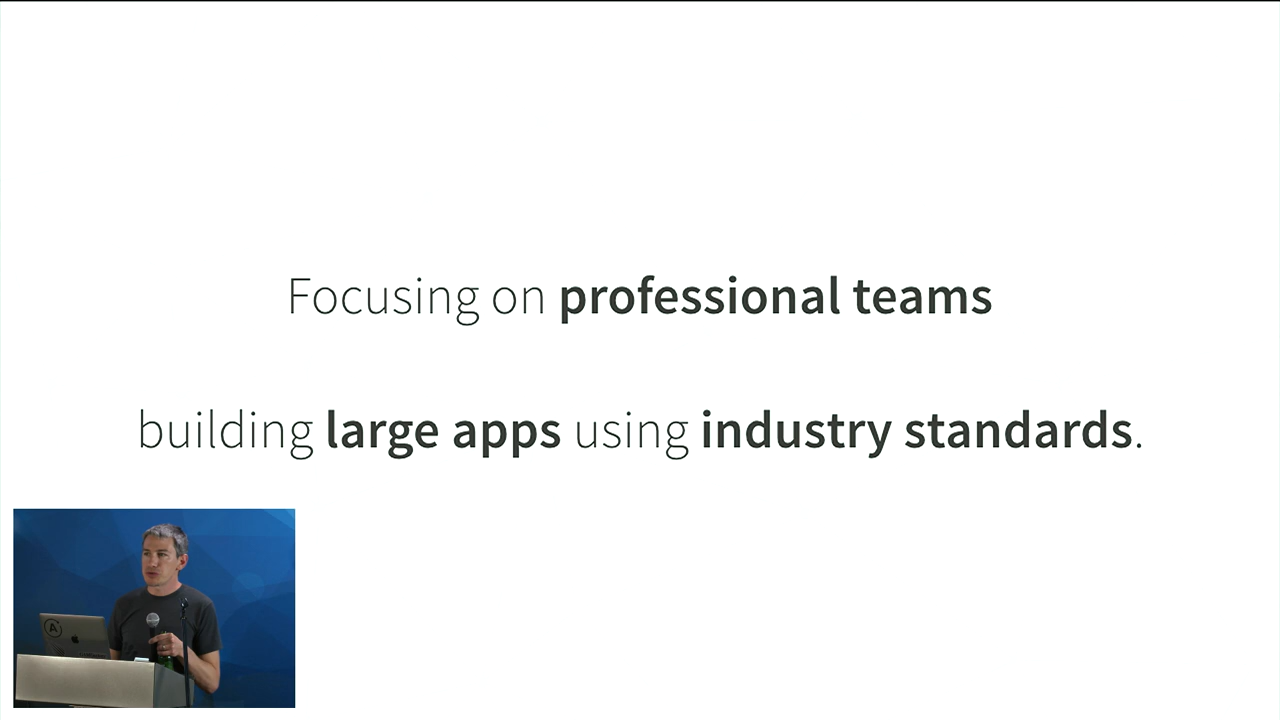 Focusing on professional teams
building large apps using industry standards.
A